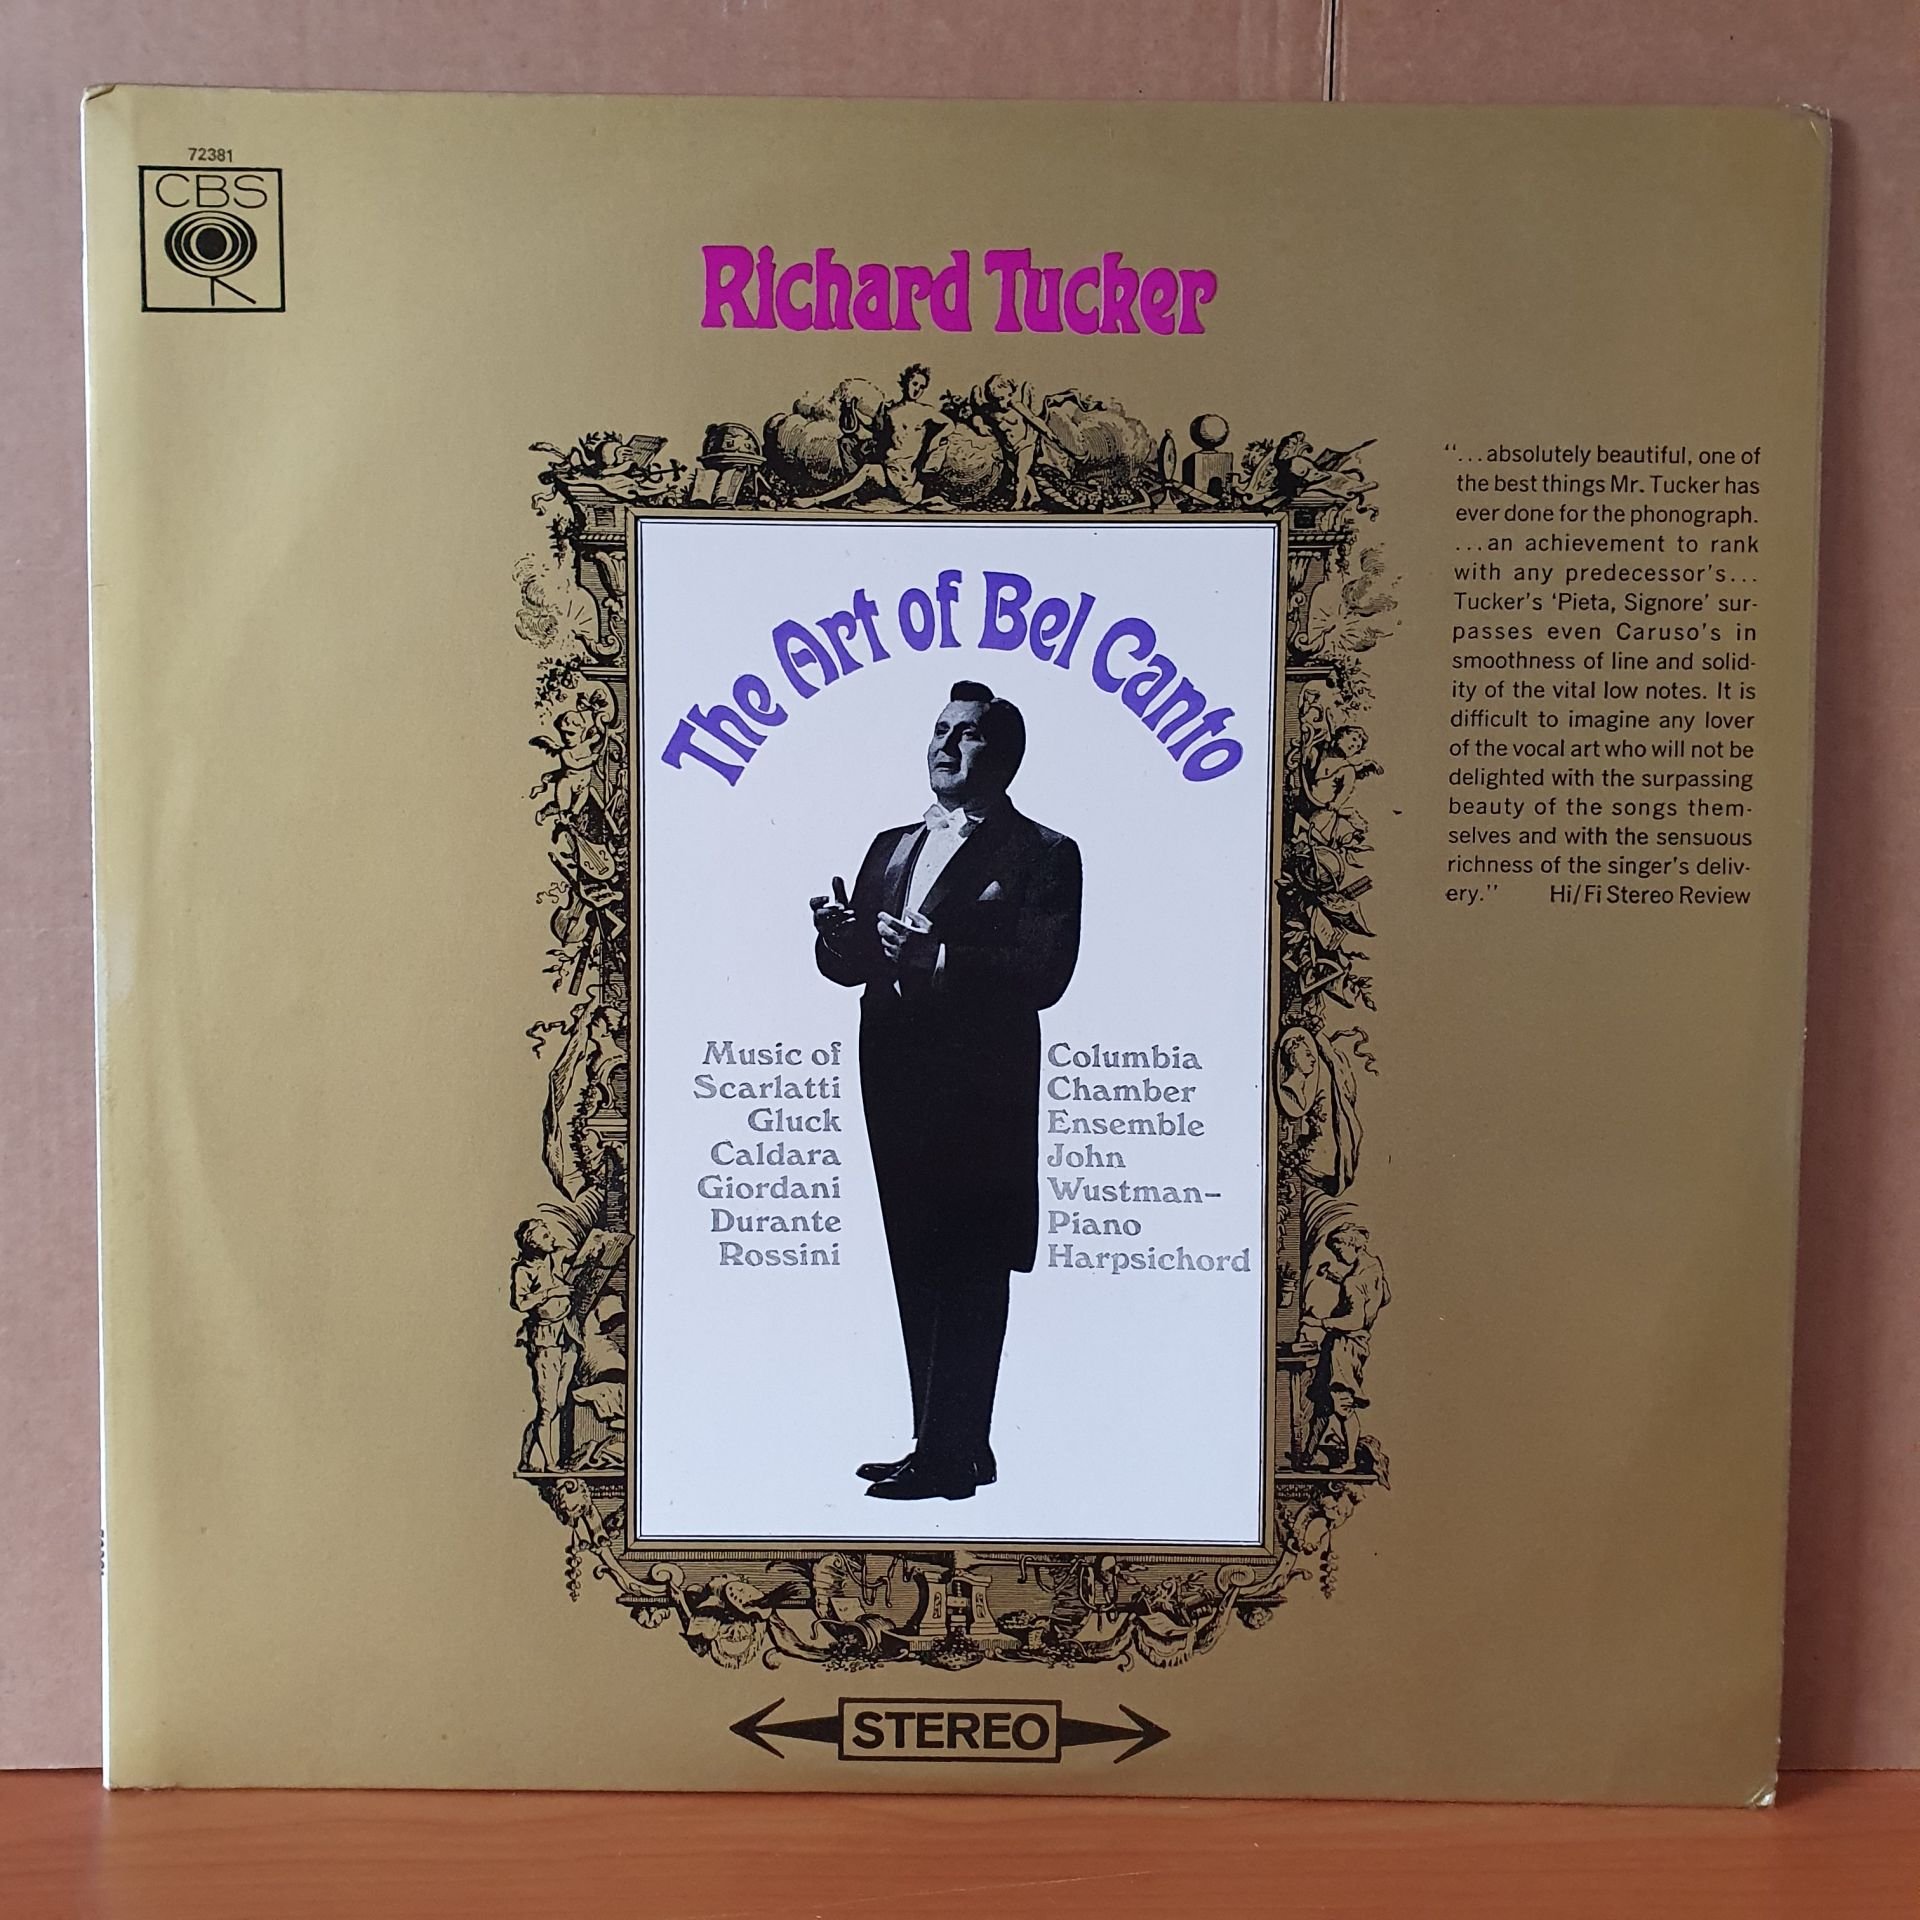 72381
CBS
Richard Tucker
The Art of Bel Canto
Music of
Scarlatti
Gluck
Caldara
Giordani
Durante
Rossini
Columbia
Chamber
Ensemble
John
Wustman-
Piano
Harpsichord
"...absolutely beautiful, one of
the best things Mr. Tucker has
ever done for the phonograph.
...an achievement to rank
with any predecessor's...
Tucker's 'Pieta, Signore' sur-
passes even Caruso's in
smoothness of line and solid-
ity of the vital low notes. It is
difficult to imagine any lover
of the vocal art who will not be
delighted with the surpassing
beauty of the songs them-
selves and with the sensuous
richness of the singer's deliv-
ery." Hi/Fi Stereo Review
STEREO